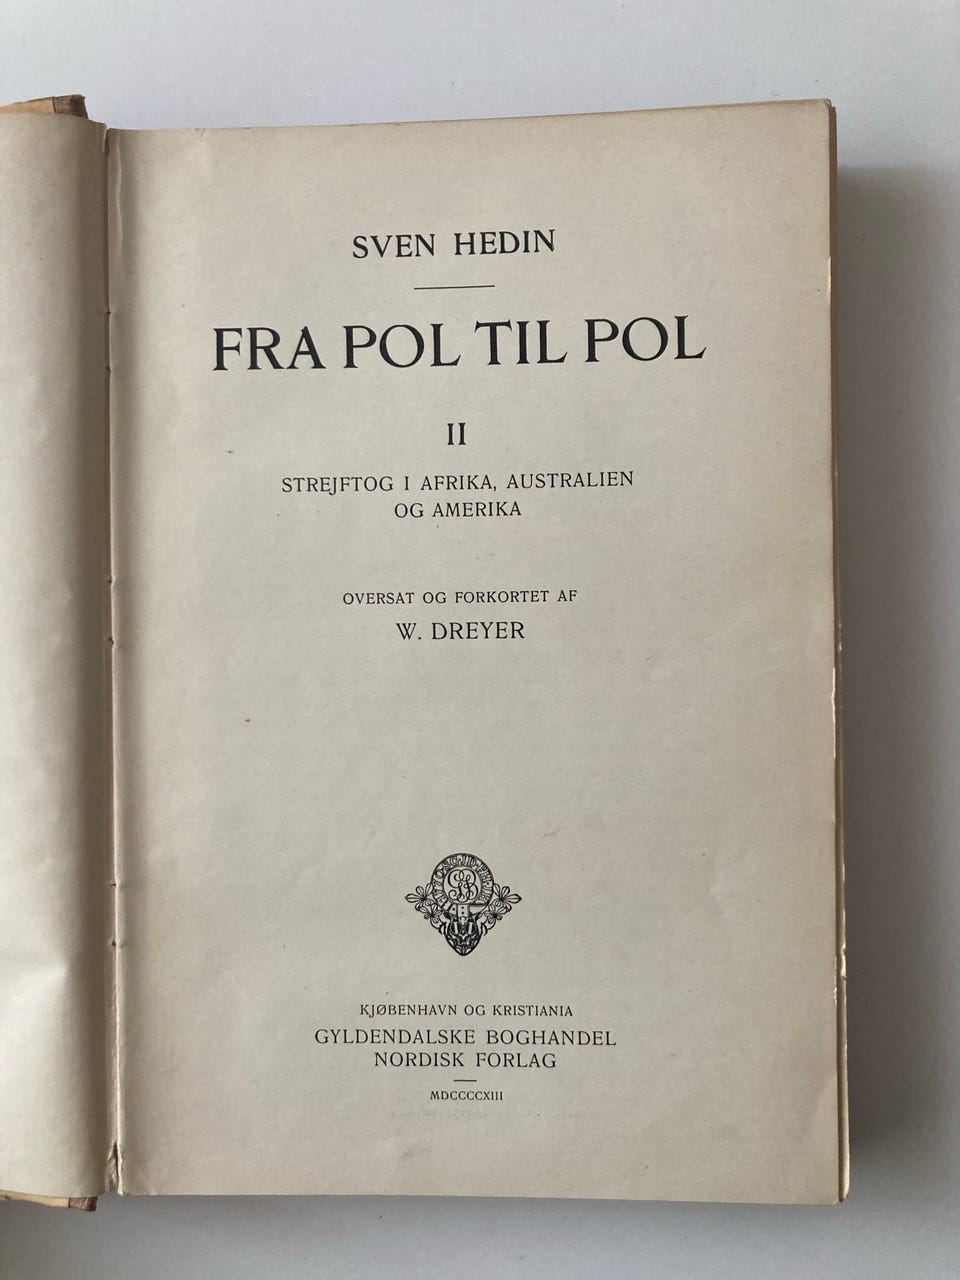 SVEN HEDIN
FRA POL TIL POL
II
STREJFTOG I AFRIKA, AUSTRALIEN
OG AMERIKA
OVERSAT OG FORKORTET AF
W. DREYER
KJØBENHAVN OG KRISTIANIA
GYLDENDALSKE BOGHANDEL
NORDISK FORLAG
MDCCCCXIII